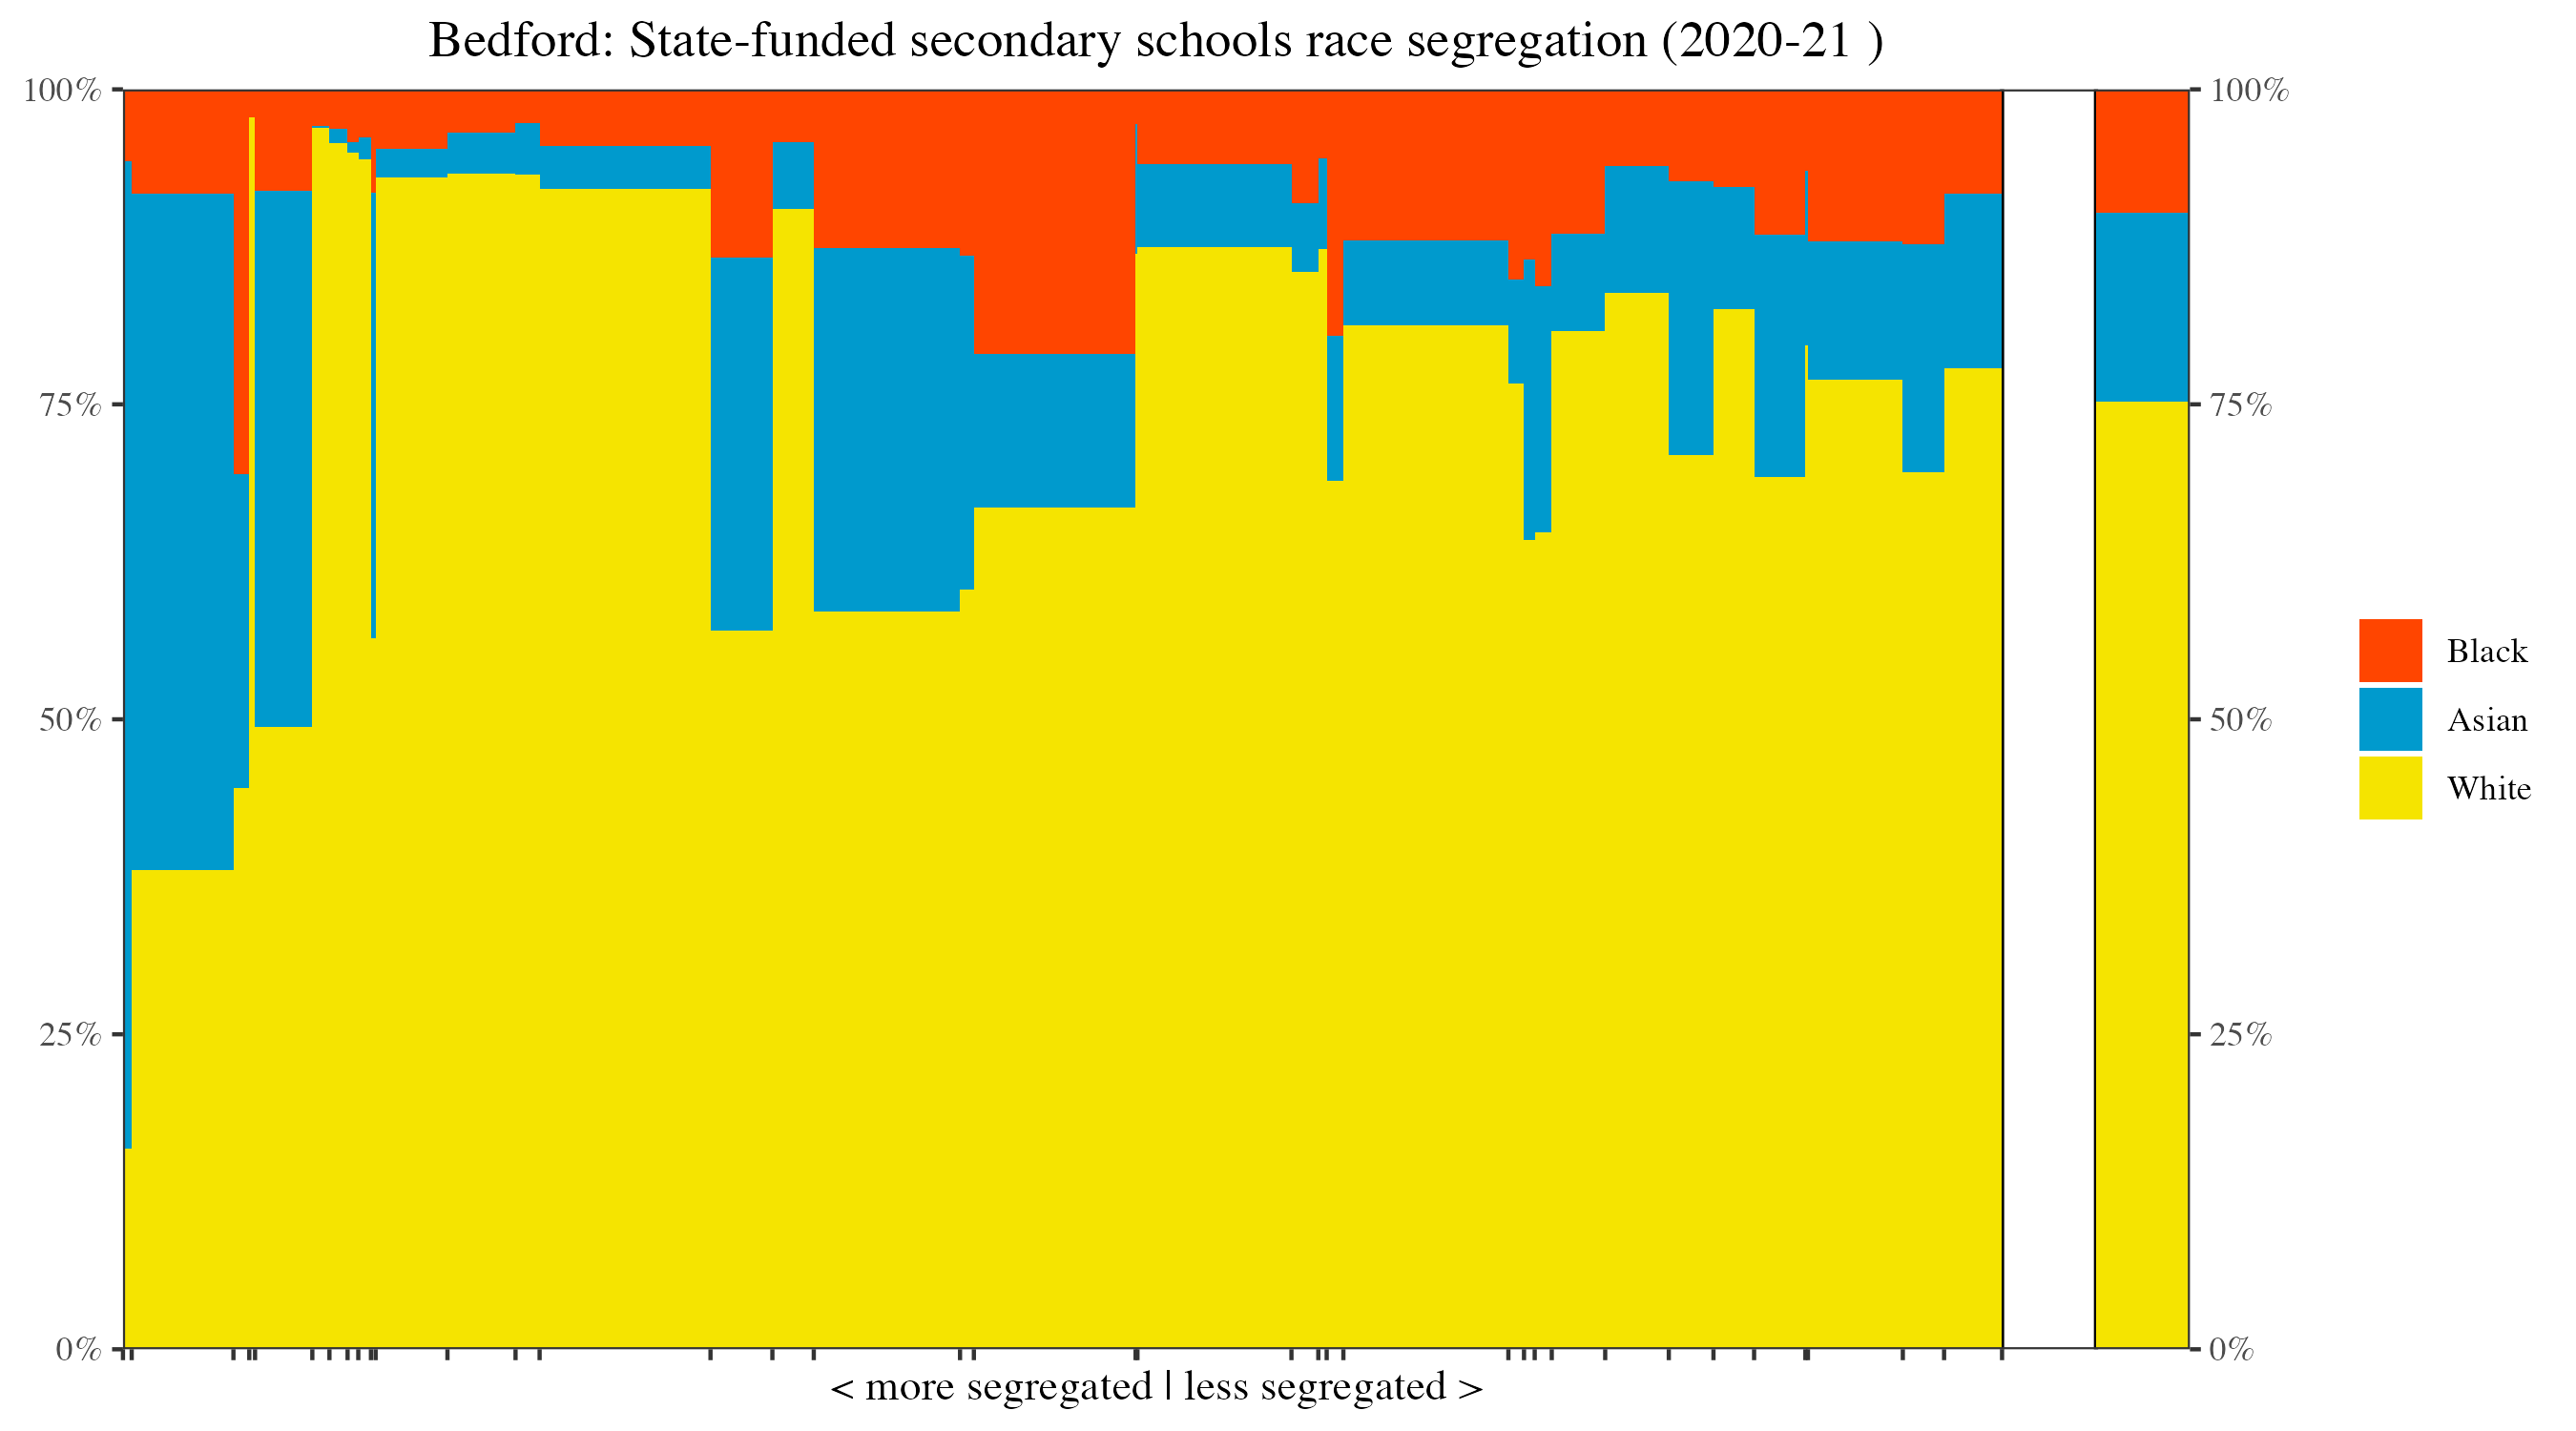 Bedford: State-funded secondary schools race segregation (2020-21 )
100%
75%
50%
25%
0%
100%
75%
50%
25%
0%
Black
Asian
White
< more segregated | less segregated >